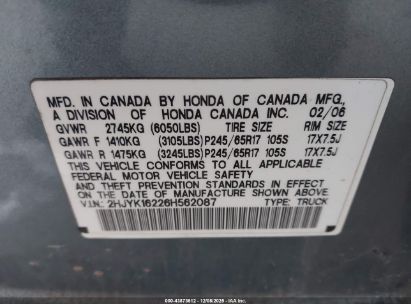 MFD. IN CANADA BY HONDA OF CANADA MFG.,
A DIVISION OF HONDA CANADA INC. 02/06
GVWR 2745KG (6050LBS) TIRE SIZE RIM SIZE
GAWR F 1410KG (3105LBS)P245/65R17 105S 17X7.5J
GAWR R 1475KG (3245LBS)P245/65R17 105S 17X7.5J
THIS VEHICLE CONFORMS TO ALL APPLICABLE
FEDERAL MOTOR VEHICLE SAFETY
STANDARDS IN EFFECT ON THE
DATE OF MANUFACTURE SHOWN ABOVE.
V.I.N.: 2HJYK16226H562087 TYPE: TRUCK